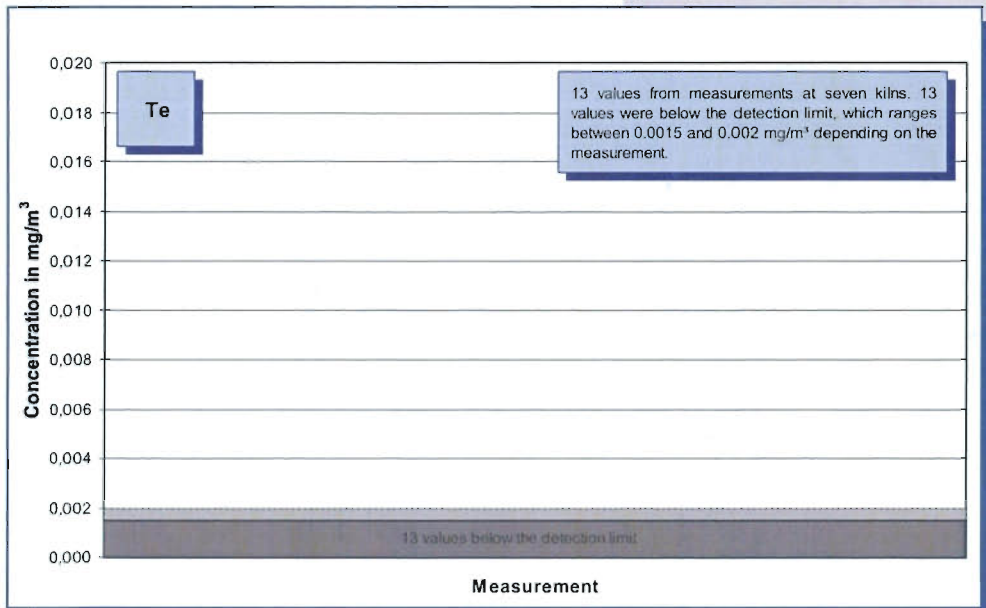 Te
13 values from measurements at seven kilns. 13
values were below the detection limit, which ranges
between 0.0015 and 0.002 mg/m³ depending on the
measurement.
Concentration in mg/m³
0,020
0,018
0,016
0,014
0,012
0,010
0,008
0,006
0,004
0,002
0,000
13 values below the detection limit
Measurement